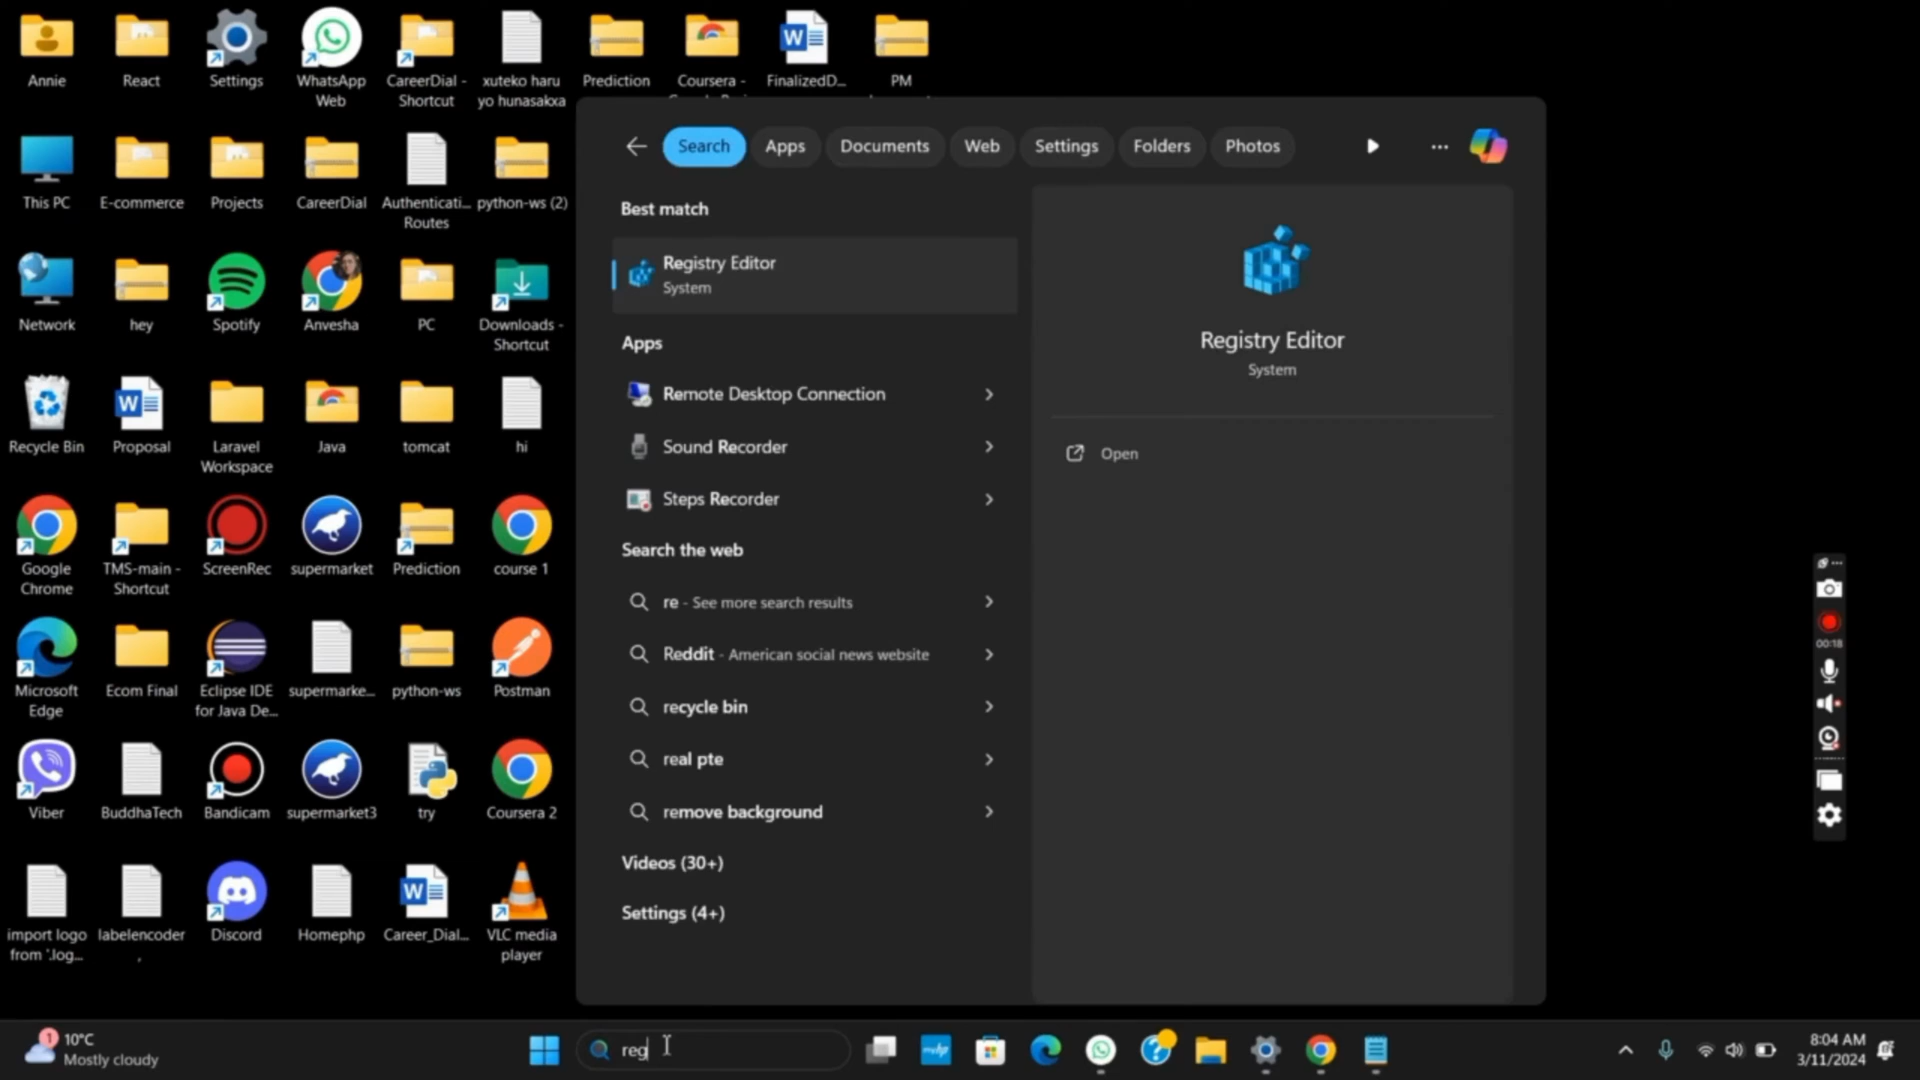 Annie
React
Settings
WhatsApp
Web
CareerDial -
Shortcut
xuteko haru
yo hunasakxa
Prediction
Coursera -
FinalizedD...
PM
This PC
E-commerce
Projects
CareerDial
Authenticati...
Routes
python-ws (2)
Network
hey
Spotify
Anvesha
PC
Downloads -
Shortcut
Recycle Bin
Proposal
Laravel
Workspace
Java
tomcat
hi
Google
Chrome
TMS-main -
Shortcut
ScreenRec
supermarket
Prediction
course 1
Microsoft
Edge
Ecom Final
Eclipse IDE
for Java De...
supermarke...
python-ws
Postman
Viber
BuddhaTech
Bandicam
supermarket3
try
Coursera 2
import logo
from '.log...
labelencoder
,
Discord
Homephp
Career_Dial...
VLC media
player
Search
Apps
Documents
Web
Settings
Folders
Photos
Best match
Registry Editor
System
Apps
Remote Desktop Connection
Sound Recorder
Steps Recorder
Search the web
re - See more search results
Reddit - American social news website
recycle bin
real pte
remove background
Videos (30+)
Settings (4+)
Registry Editor
System
Open
00:18
1
10°C
Mostly cloudy
reg
myhp
8:04 AM
3/11/2024